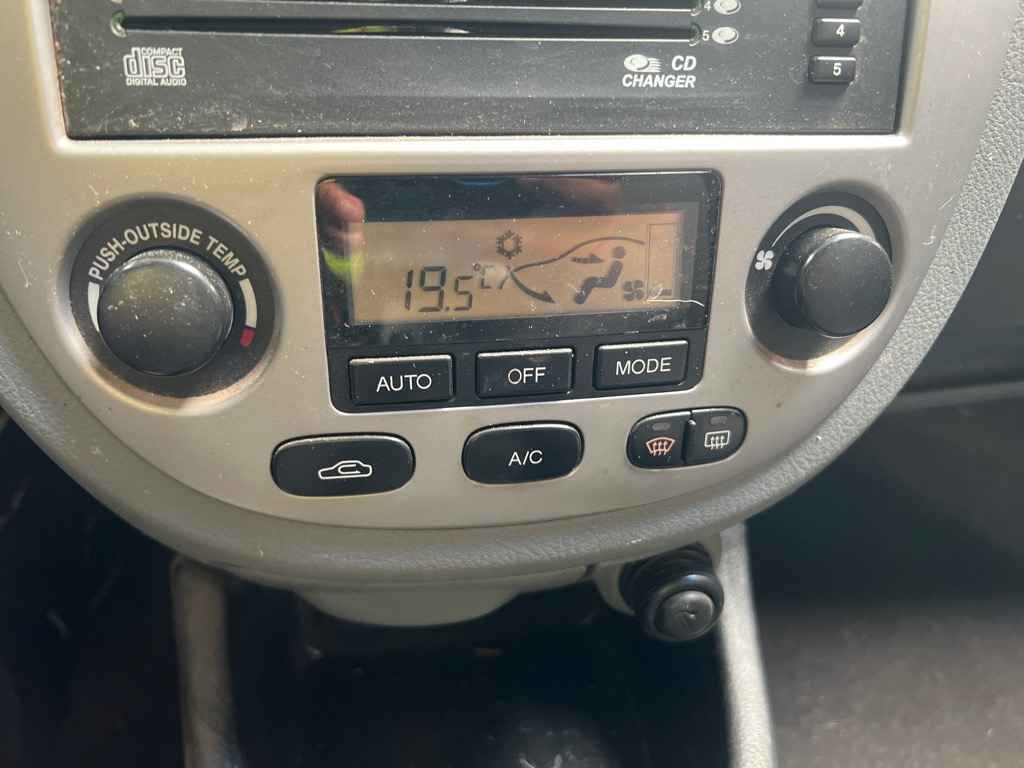 4
5
4
5
COMPACT
disc
DIGITAL AUDIO
CD
CHANGER
PUSH-OUTSIDE TEMP
19.5°C
AUTO
OFF
MODE
A/C